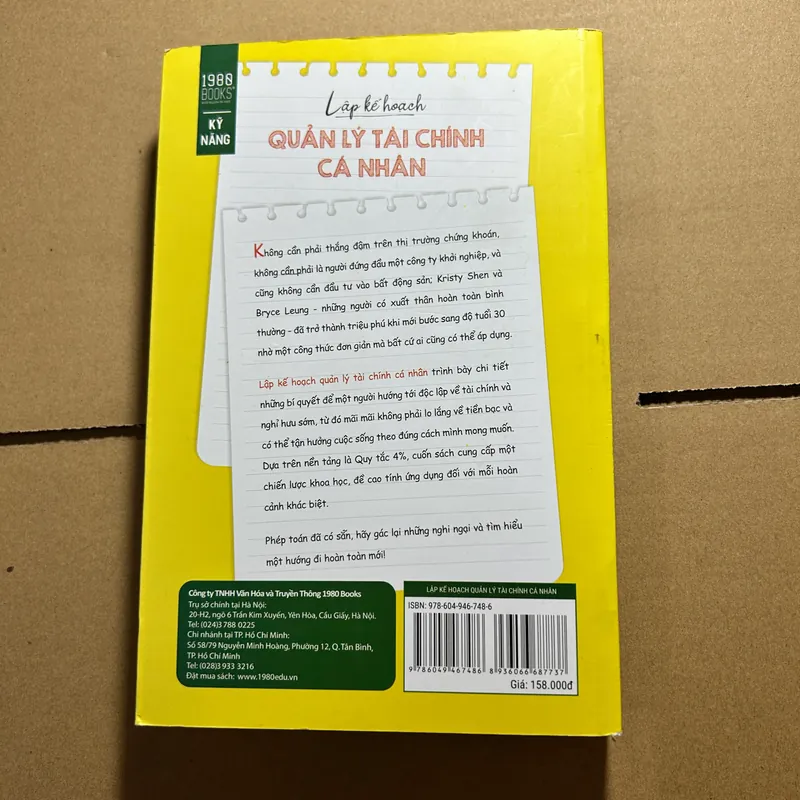 1980
BOOKS
KỸ
NĂNG
Lập kế hoạch
QUẢN LÝ TÀI CHÍNH
CÁ NHÂN
Không cần phải thắng đậm trên thị trường chứng khoán,
không cần phải là người đứng đầu một công ty khởi nghiệp, và
cũng không cần đầu tư vào bất động sản; Kristy Shen và
Bryce Leung - những người có xuất thân hoàn toàn bình
thường - đã trở thành triệu phú khi mới bước sang độ tuổi 30
nhờ một công thức đơn giản mà bất cứ ai cũng có thể áp dụng.
Lập kế hoạch quản lý tài chính cá nhân trình bày chi tiết
những bí quyết để một người hướng tới độc lập về tài chính và
nghỉ hưu sớm, từ đó mãi mãi không phải lo lắng về tiền bạc và
có thể tận hưởng cuộc sống theo đúng cách mình mong muốn.
Dựa trên nền tảng là Quy tắc 4%, cuốn sách cung cấp một
chiến lược khoa học, đề cao tính ứng dụng đối với mỗi hoàn
cảnh khác biệt.
Phép toán đã có sẵn, hãy gác lại những nghi ngại và tìm hiểu
một hướng đi hoàn toàn mới!
Công ty TNHH Văn Hóa và Truyền Thông 1980 Books
Trụ sở chính tại Hà Nội:
20-H2, ngõ 6 Trần Kim Xuyến, Yên Hòa, Cầu Giấy, Hà Nội.
Tel: (024)3 788 0225
Chi nhánh tại TP. Hồ Chí Minh:
Số 58/79 Nguyễn Minh Hoàng, Phường 12, Q.Tân Bình,
TP. Hồ Chí Minh
Tel: (028)3 933 3216
Đặt mua sách: www.1980edu.vn
LẬP KẾ HOẠCH QUẢN LÝ TÀI CHÍNH CÁ NHÂN
ISBN: 978-604-946-748-6
9 786049 467486 8 936066 687737
Giá: 158.000đ